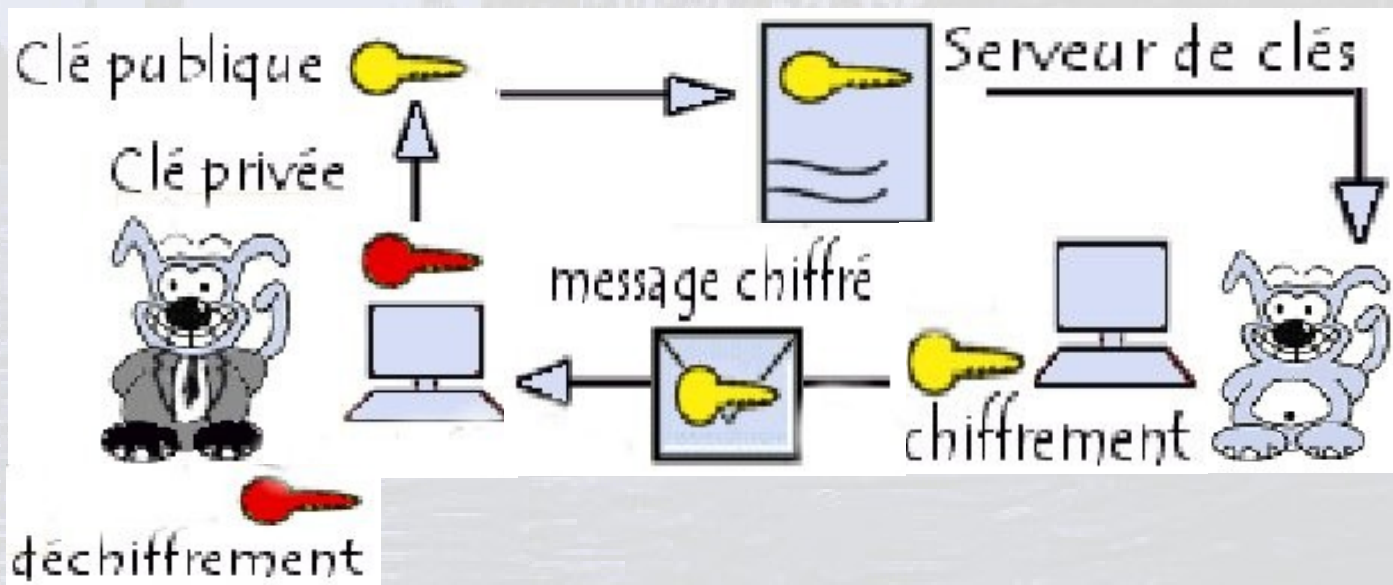 Clé publique
Serveur de clés
Clé privée
message chiffré
chiffrement
déchiffrement